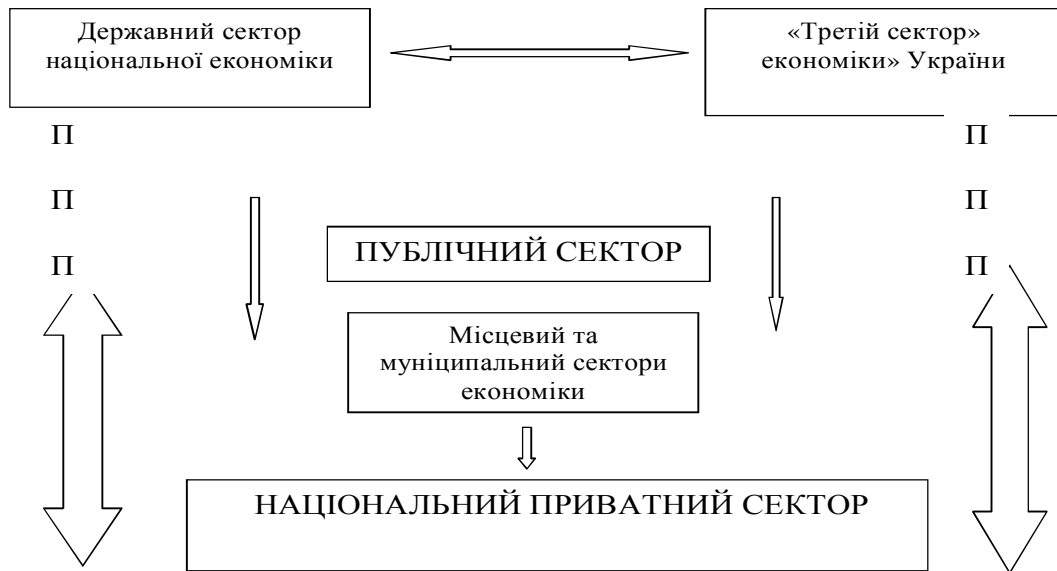 Державний сектор
національної економіки
«Третій сектор»
економіки» України
П
П
П
П
П
П
ПУБЛІЧНИЙ СЕКТОР
Місцевий та
муніципальний сектори
економіки
НАЦІОНАЛЬНИЙ ПРИВАТНИЙ СЕКТОР